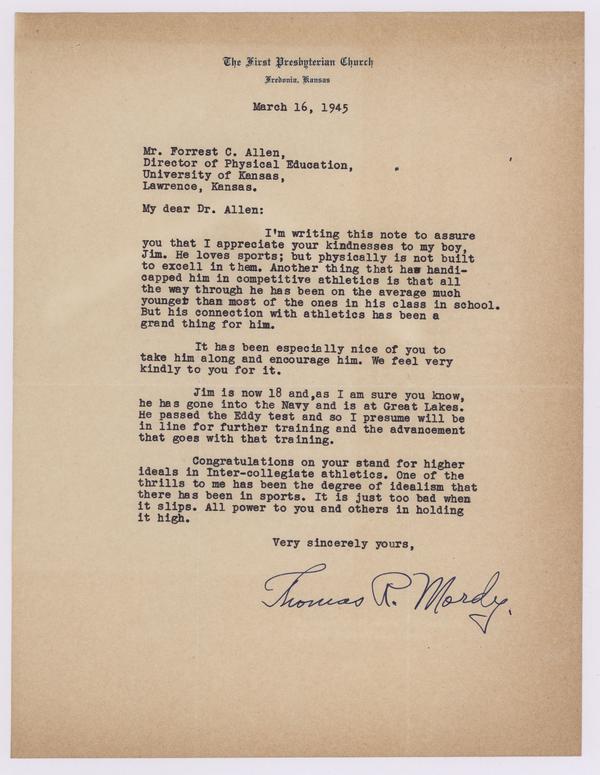 The First Presbyterian Church
Fredonia, Kansas
March 16, 1945
Mr. Forrest C. Allen,
Director of Physical Education,
University of Kansas,
Lawrence, Kansas.
My dear Dr. Allen:
I'm writing this note to assure
you that I appreciate your kindnesses to my boy,
Jim. He loves sports; but physically is not built
to excell in them. Another thing that has handi-
capped him in competitive athletics is that all
the way through he has been on the average much
younger than most of the ones in his class in school.
But his connection with athletics has been a
grand thing for him.
It has been especially nice of you to
take him along and encourage him. We feel very
kindly to you for it.
Jim is now 18 and,as I am sure you know,
he has gone into the Navy and is at Great Lakes.
He passed the Eddy test and so I presume will be
in line for further training and the advancement
that goes with that training.
Congratulations on your stand for higher
ideals in Inter-collegiate athletics. One of the
thrills to me has been the degree of idealism that
there has been in sports. It is just too bad when
it slips. All power to you and others in holding
it high.
Very sincerely yours,
Thomas R. Mordy.